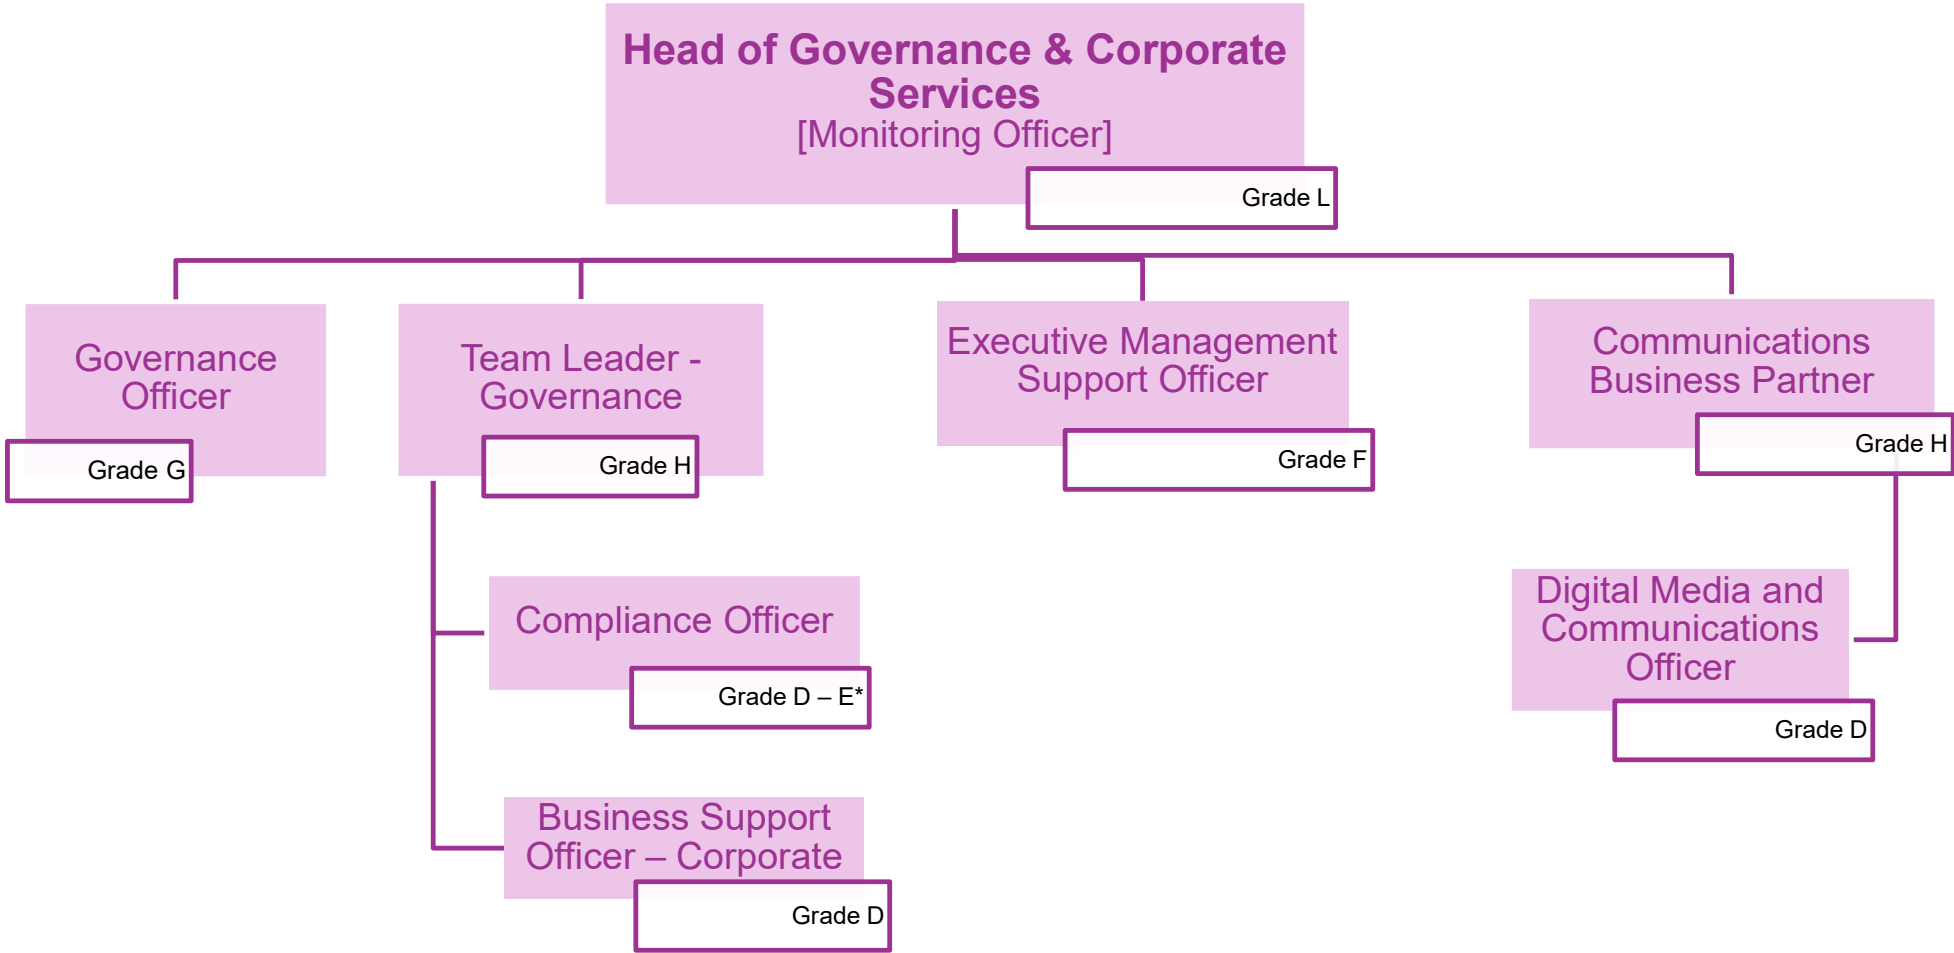 Head of Governance & Corporate
Services
[Monitoring Officer]
Grade L
Governance
Officer
Grade G
Team Leader -
Governance
Grade H
Executive Management
Support Officer
Grade F
Communications
Business Partner
Grade H
Compliance Officer
Grade D – E*
Business Support
Officer – Corporate
Grade D
Digital Media and
Communications
Officer
Grade D